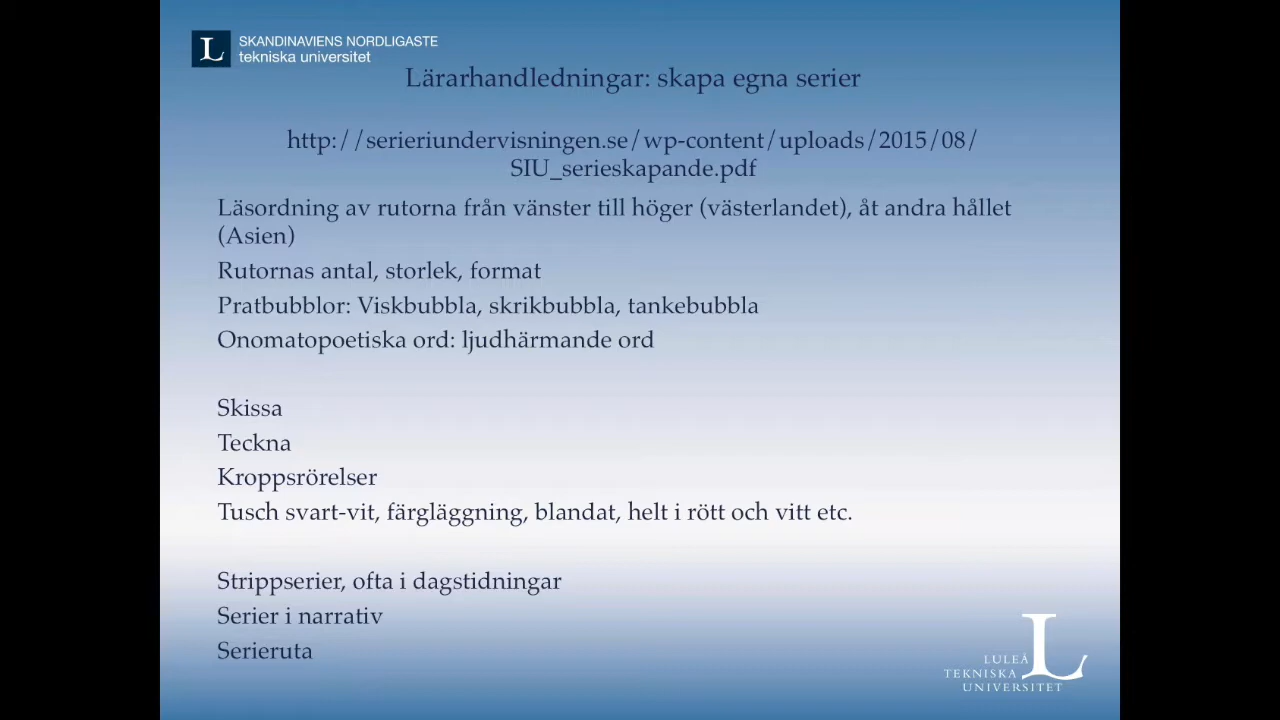 L SKANDINAVIENS NORDLIGASTE
tekniska universitet
Lärarhandledningar: skapa egna serier
http://serieriundervisningen.se/wp-content/uploads/2015/08/
SIU_serieskapande.pdf
Läsordning av rutorna från vänster till höger (västerlandet), åt andra hållet
(Asien)
Rutornas antal, storlek, format
Pratbubblor: Viskbubbla, skrikbubbla, tankebubbla
Onomatopoetiska ord: ljudhärmande ord
Skissa
Teckna
Kroppsrörelser
Tusch svart-vit, färgläggning, blandat, helt i rött och vitt etc.
Strippserier, ofta i dagstidningar
Serier i narrativ
Serieruta
LULEÅ L
TEKNISKA
UNIVERSITET